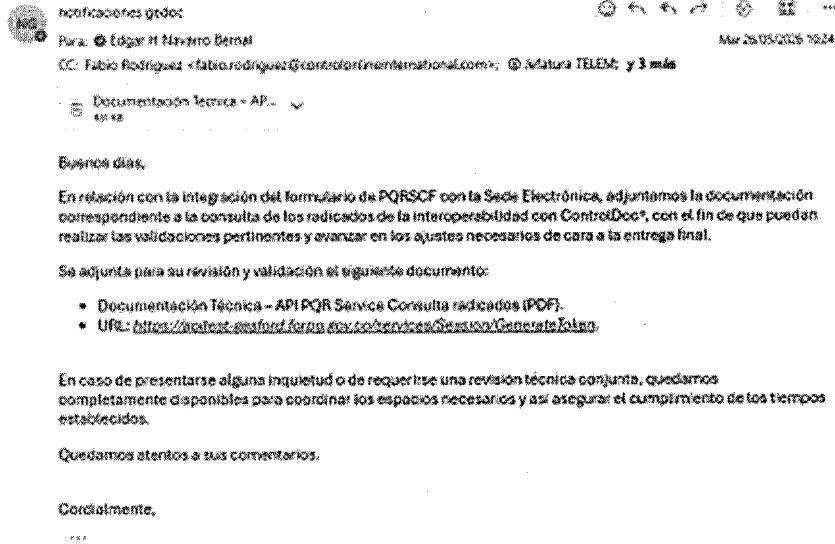 NG
notificaciones gedoc
Para: Edgar H Navarro Bernal
Mar 26/05/2026 10:24
CC: Fabio Rodriguez <fabio.rodriguez@controlonlineinternational.com>; Matura TELEM; y 3 más
Documentación Tecnica – AP...
KB
Buenos días,
En relación con la integración del formulario de PQRSCF con la Sede Electrónica, adjuntamos la documentación
correspondiente a la consulta de los radicados de la interoperabilidad con ControlDoc®, con el fin de que puedan
realizar las validaciones pertinentes y avanzar en los ajustes necesarios de cara a la entrega final.
Se adjunta para su revisión y validación el siguiente documento:
• Documentación Técnica – API PQR Service Consulta radicados (PDF).
• URL:
En caso de presentarse alguna inquietud o de requerirse una revisión técnica conjunta, quedamos
completamente disponibles para coordinar los espacios necesarios y así asegurar el cumplimiento de los tiempos
establecidos.
Quedamos atentos a sus comentarios.
Cordialmente,